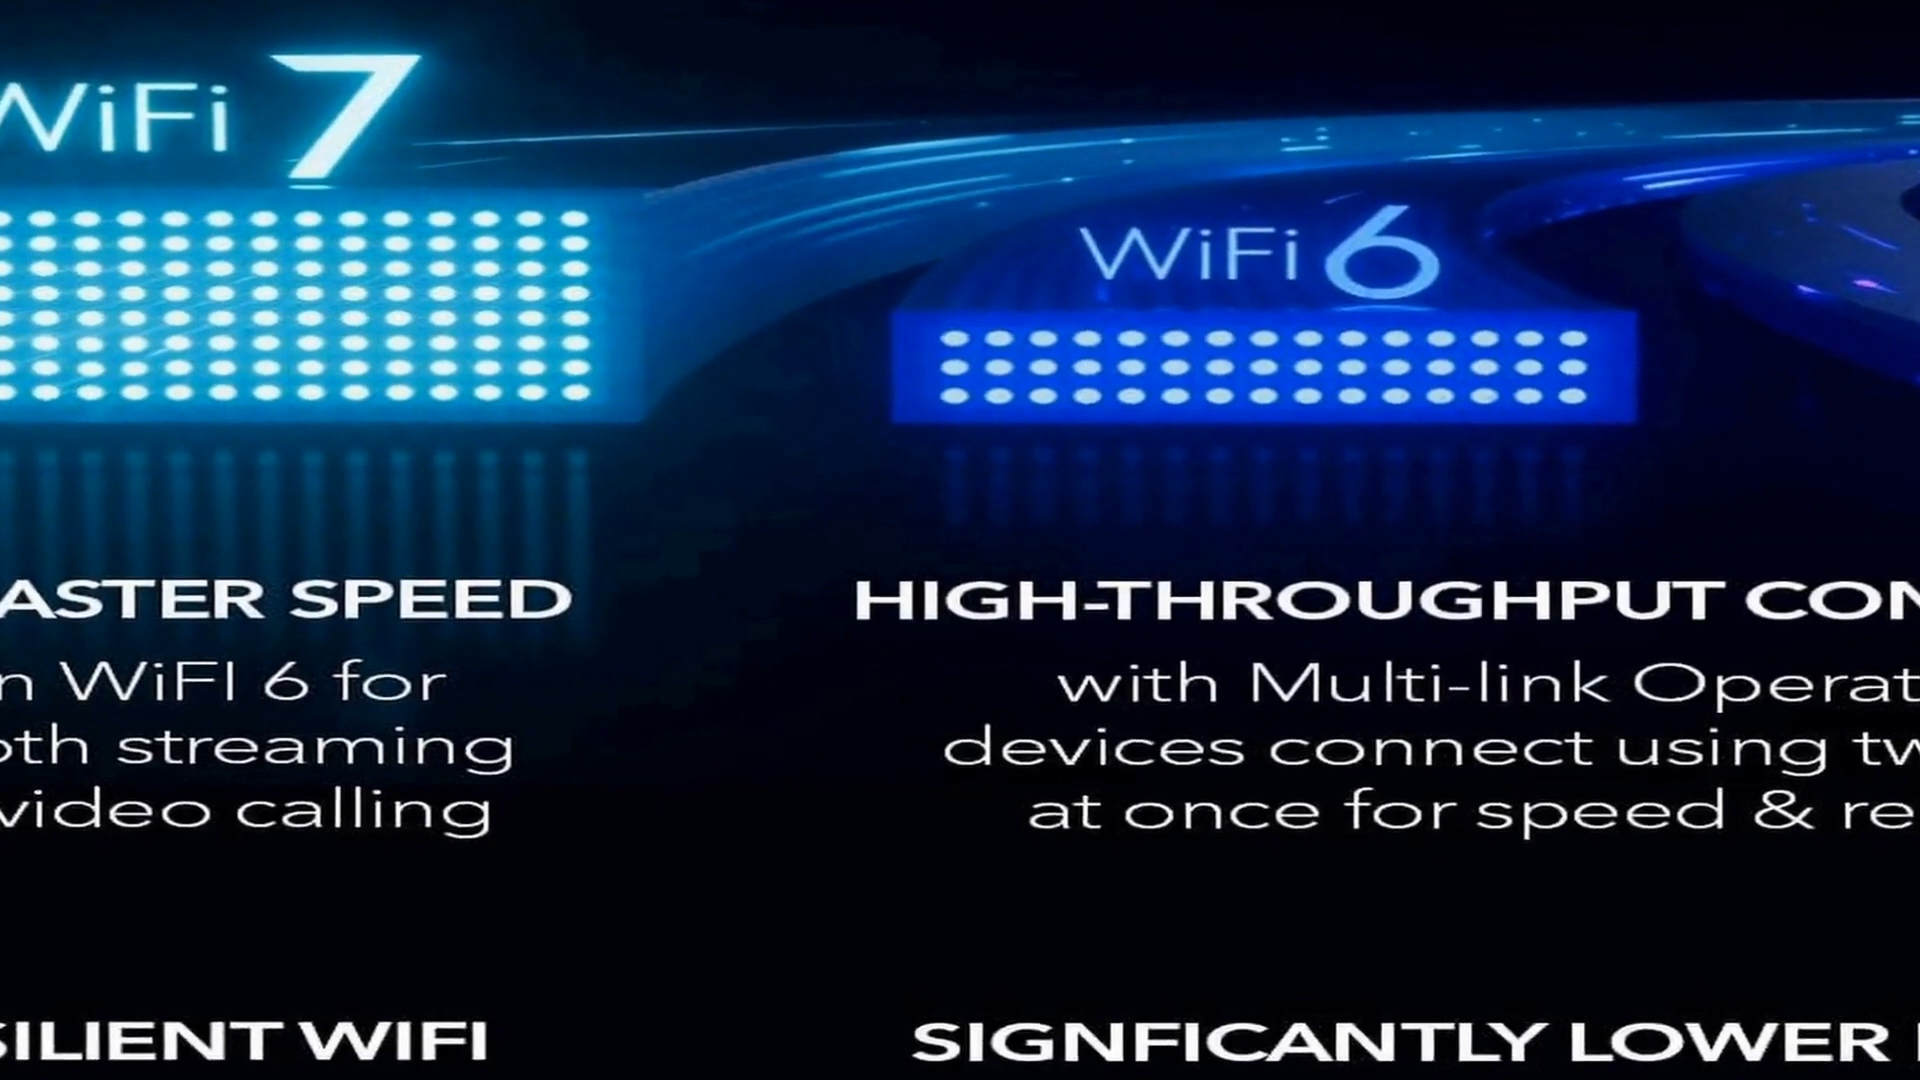 WiFi 7
WiFi 6
ASTER SPEED
n WiFI 6 for
oth streaming
video calling
HIGH-THROUGHPUT CON
with Multi-link Operat
devices connect using tw
at once for speed & re
SILIENT WIFI
SIGNFICANTLY LOWER